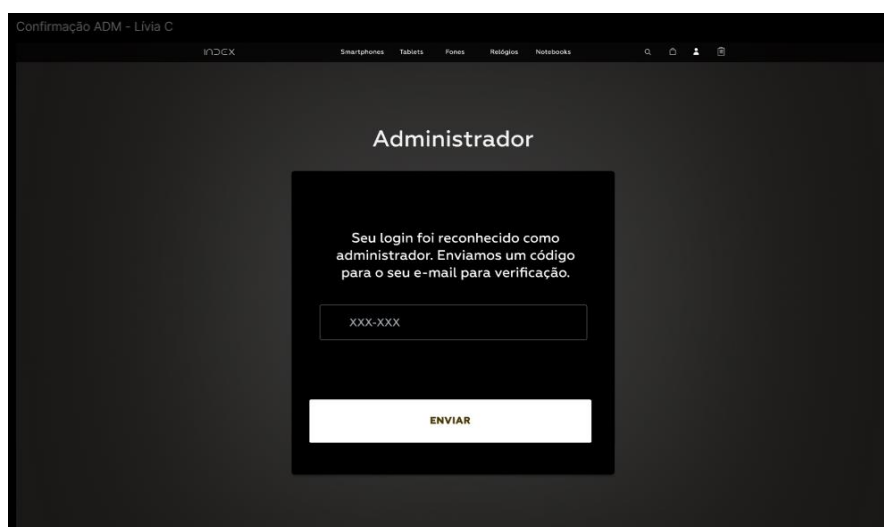 Confirmação ADM - Lívia C
INDEX Smartphones Tablets Fones Relógios Notebooks
Administrador
Seu login foi reconhecido como
administrador. Enviamos um código
para o seu e-mail para verificação.
XXX-XXX
ENVIAR